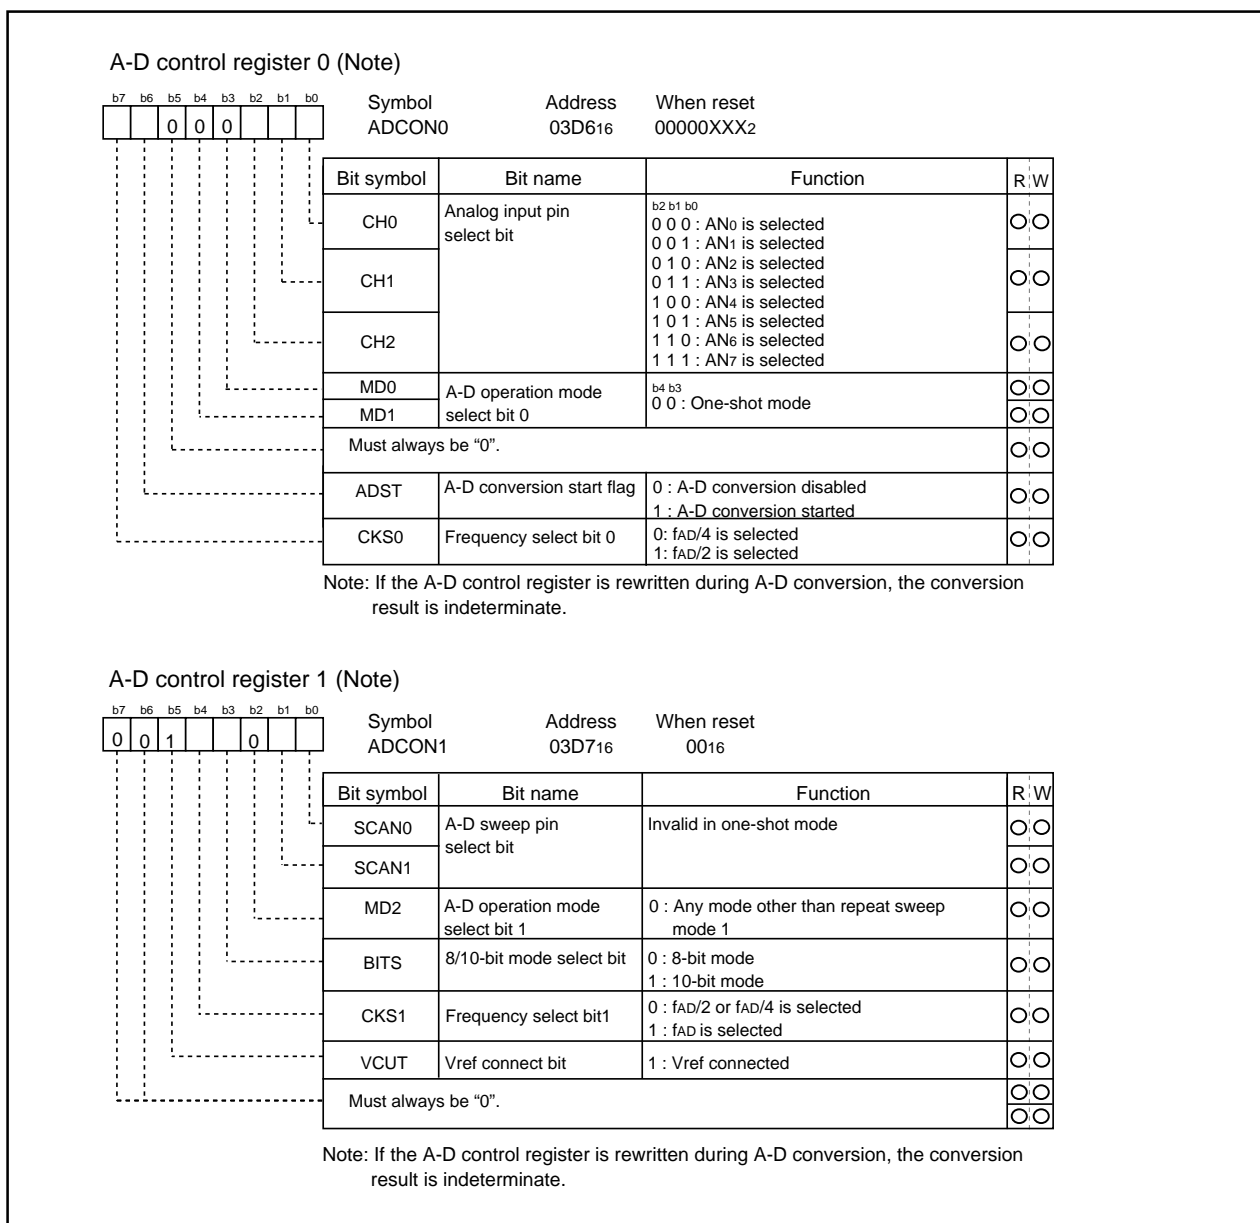 A-D control register 0 (Note)
b7 b6 b5 b4 b3 b2 b1 b0
0 0 0
Symbol Address When reset
ADCON0 03D616 00000XXX2
Bit symbol Bit name Function R W
CH0 Analog input pin select bit
b2 b1 b0
0 0 0 : AN0 is selected
0 0 1 : AN1 is selected
0 1 0 : AN2 is selected
CH1
0 1 1 : AN3 is selected
1 0 0 : AN4 is selected
1 0 1 : AN5 is selected
CH2
1 1 0 : AN6 is selected
1 1 1 : AN7 is selected
MD0 A-D operation mode
b4 b3
0 0 : One-shot mode
MD1 select bit 0
Must always be “0”.
ADST A-D conversion start flag 0 : A-D conversion disabled
1 : A-D conversion started
CKS0 Frequency select bit 0 0: fAD/4 is selected
1: fAD/2 is selected
Note: If the A-D control register is rewritten during A-D conversion, the conversion
result is indeterminate.
A-D control register 1 (Note)
b7 b6 b5 b4 b3 b2 b1 b0
0 0 1 0
Symbol Address When reset
ADCON1 03D716 0016
Bit symbol Bit name Function R W
SCAN0 A-D sweep pin Invalid in one-shot mode
select bit
SCAN1
MD2 A-D operation mode 0 : Any mode other than repeat sweep
select bit 1 mode 1
BITS 8/10-bit mode select bit 0 : 8-bit mode
1 : 10-bit mode
CKS1 Frequency select bit1 0 : fAD/2 or fAD/4 is selected
1 : fAD is selected
VCUT Vref connect bit 1 : Vref connected
Must always be “0”.
Note: If the A-D control register is rewritten during A-D conversion, the conversion
result is indeterminate.